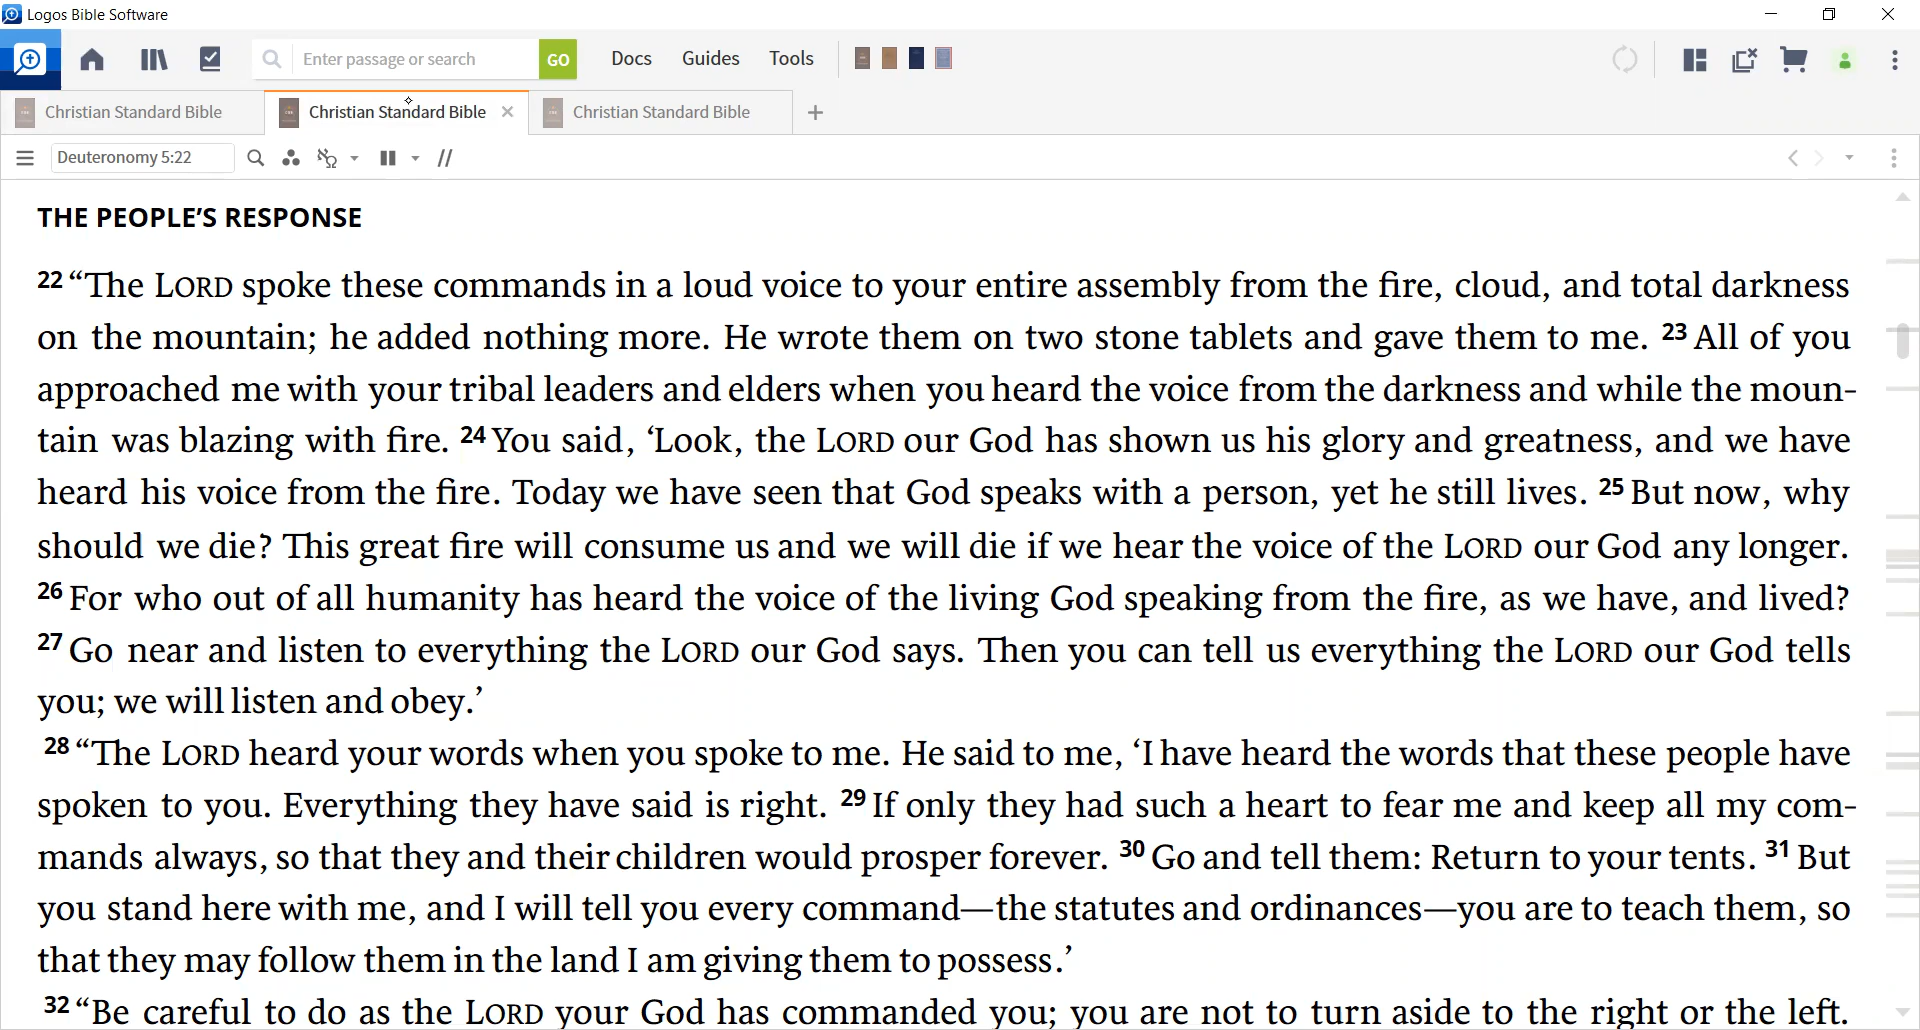 Logos Bible Software
Enter passage or search GO Docs Guides Tools
Christian Standard Bible Christian Standard Bible Christian Standard Bible
Deuteronomy 5:22
THE PEOPLE’S RESPONSE
22 “The LORD spoke these commands in a loud voice to your entire assembly from the fire, cloud, and total darkness
on the mountain; he added nothing more. He wrote them on two stone tablets and gave them to me. 23 All of you
approached me with your tribal leaders and elders when you heard the voice from the darkness and while the moun-
tain was blazing with fire. 24 You said, ‘Look, the LORD our God has shown us his glory and greatness, and we have
heard his voice from the fire. Today we have seen that God speaks with a person, yet he still lives. 25 But now, why
should we die? This great fire will consume us and we will die if we hear the voice of the LORD our God any longer.
26 For who out of all humanity has heard the voice of the living God speaking from the fire, as we have, and lived?
27 Go near and listen to everything the LORD our God says. Then you can tell us everything the LORD our God tells
you; we will listen and obey.’
28 “The LORD heard your words when you spoke to me. He said to me, ‘I have heard the words that these people have
spoken to you. Everything they have said is right. 29 If only they had such a heart to fear me and keep all my com-
mands always, so that they and their children would prosper forever. 30 Go and tell them: Return to your tents. 31 But
you stand here with me, and I will tell you every command—the statutes and ordinances—you are to teach them, so
that they may follow them in the land I am giving them to possess.’
32 “Be careful to do as the LORD your God has commanded you; you are not to turn aside to the right or the left.